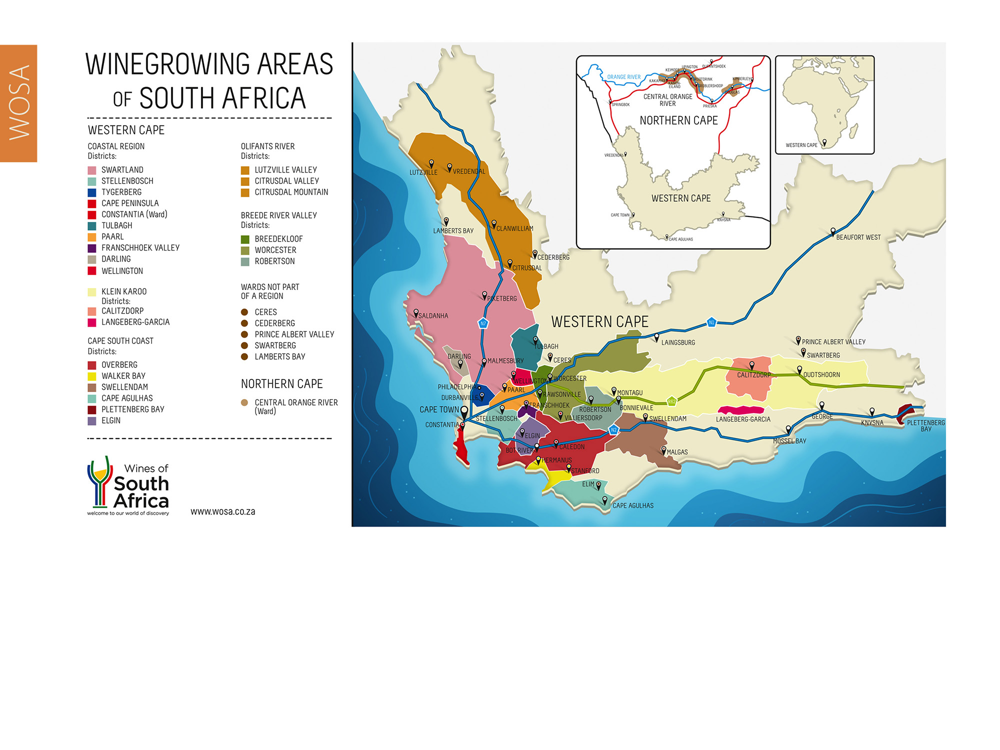 WOSA
WINEGROWING AREAS
OF SOUTH AFRICA
WESTERN CAPE
COASTAL REGION
Districts:
SWARTLAND
STELLENBOSCH
TYGERBERG
CAPE PENINSULA
CONSTANTIA (Ward)
TULBAGH
PAARL
FRANSCHHOEK VALLEY
DARLING
WELLINGTON
KLEIN KAROO
Districts:
CALITZDORP
LANGEBERG-GARCIA
CAPE SOUTH COAST
Districts:
OVERBERG
WALKER BAY
SWELLENDAM
CAPE AGULHAS
PLETTENBERG BAY
ELGIN
OLIFANTS RIVER
Districts:
LUTZVILLE VALLEY
CITRUSDAL VALLEY
CITRUSDAL MOUNTAIN
BREEDE RIVER VALLEY
Districts:
BREEDEKLOOF
WORCESTER
ROBERTSON
WARDS NOT PART
OF A REGION
CERES
CEDERBERG
PRINCE ALBERT VALLEY
SWARTBERG
LAMBERTS BAY
NORTHERN CAPE
CENTRAL ORANGE RIVER
(Ward)
Wines of
South
Africa
welcome to our world of discovery
www.wosa.co.za
LUTZVILLE
VREDENDAL
LAMBERTS BAY
CLANWILLIAM
CEDERBERG
CITRUSDAL
PIKETBERG
SALDANHA
N7
WESTERN CAPE
N1
BEAUFORT WEST
LAINGSBURG
TULBAGH
CERES
DARLING
MALMESBURY
PRINCE ALBERT VALLEY
SWARTBERG
CALITZDORP
OUDTSHOORN
WELLINGTON
WORCESTER
PHILADELPHIA
PAARL
DURBANVILLE
RAWSONVILLE
MONTAGU
R62
CAPE TOWN
FRANSCHHOEK
ROBERTSON
BONNIEVALE
STELLENBOSCH
VILLIERSDORP
SWELLENDAM
LANGEBERG-GARCIA
GEORGE
KNYSNA
PLETTENBERG
BAY
CONSTANTIA
N2
ELGIN
MOSSEL BAY
BOT RIVER
CALEDON
MALGAS
HERMANUS
STANFORD
ELIM
CAPE AGULHAS
ORANGE RIVER
KEIMOES
UPINGTON
OLIFANTSHOEK
KAKAMAS
KANON-
EILAND
GROOTDRINK
GROBLERSHOOP
KIMBERLEY
DOUGLAS
CENTRAL ORANGE
RIVER
PRIESKA
SPRINGBOK
NORTHERN CAPE
VREDENDAL
WESTERN CAPE
CAPE TOWN
KNYSNA
CAPE AGULHAS
WESTERN CAPE